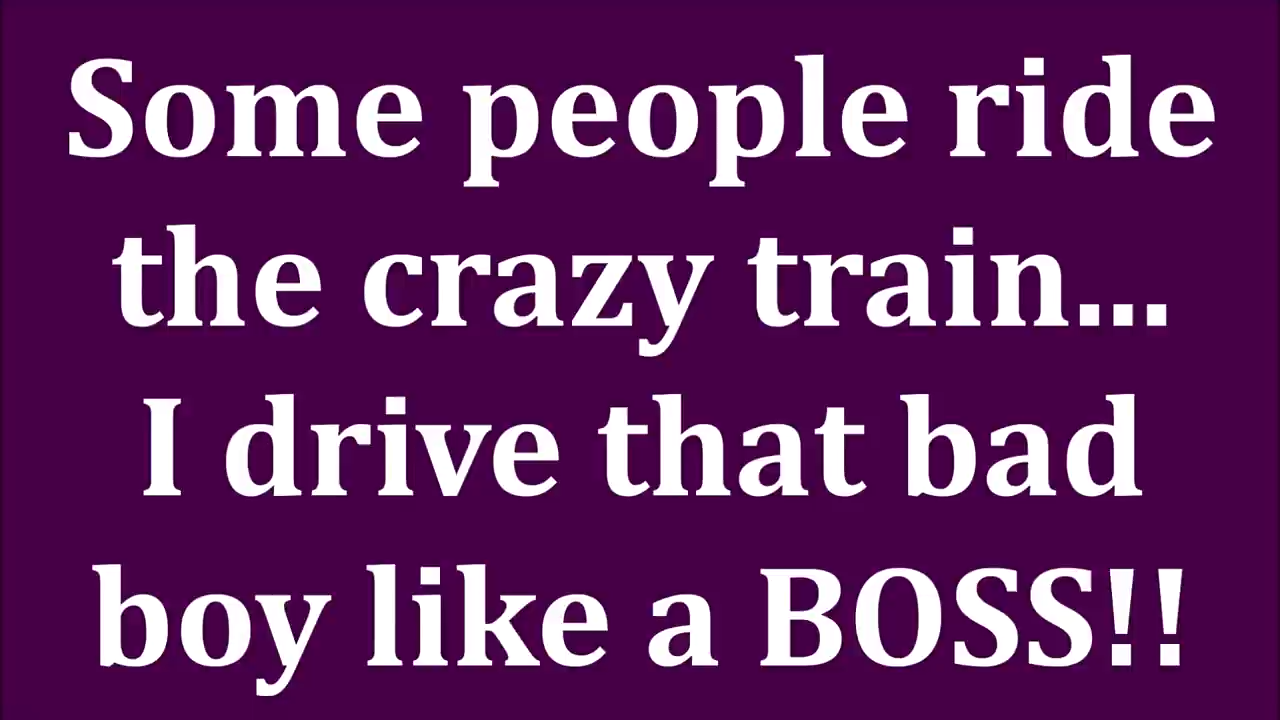 Some people ride
the crazy train...
I drive that bad
boy like a BOSS!!